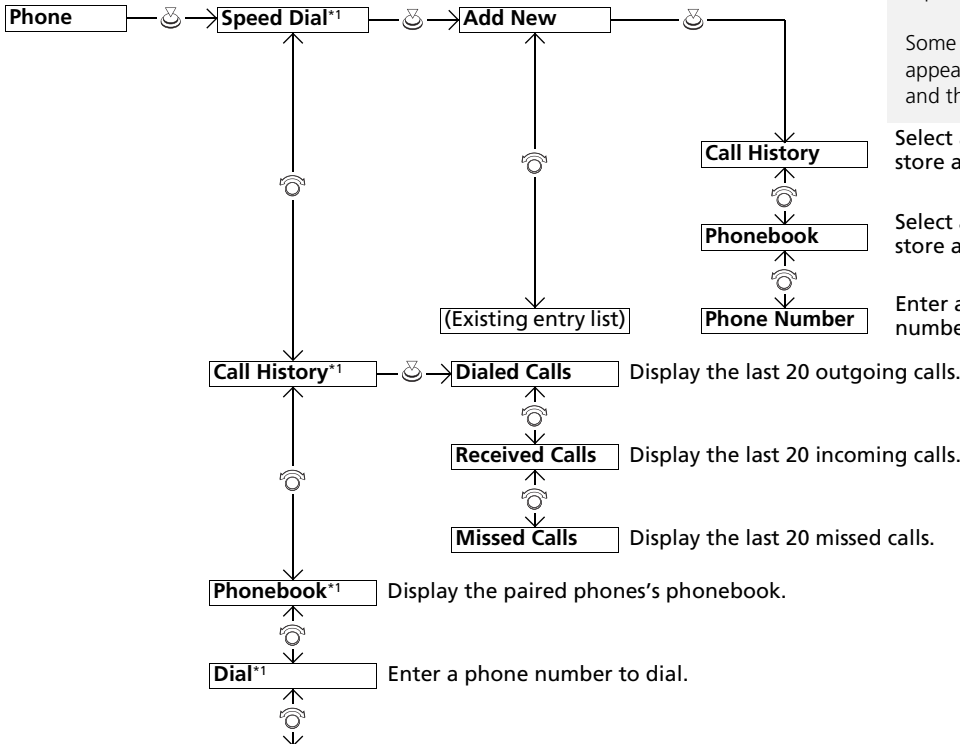 Phone
Speed Dial*1
Add New
Some
and th
Call History
Select
store a
Phonebook
Select
store a
(Existing entry list)
Phone Number
Enter a
Call History*1
Dialed Calls
Display the last 20 outgoing calls.
Received Calls
Display the last 20 incoming calls.
Missed Calls
Display the last 20 missed calls.
Phonebook*1
Display the paired phones's phonebook.
Dial*1
Enter a phone number to dial.